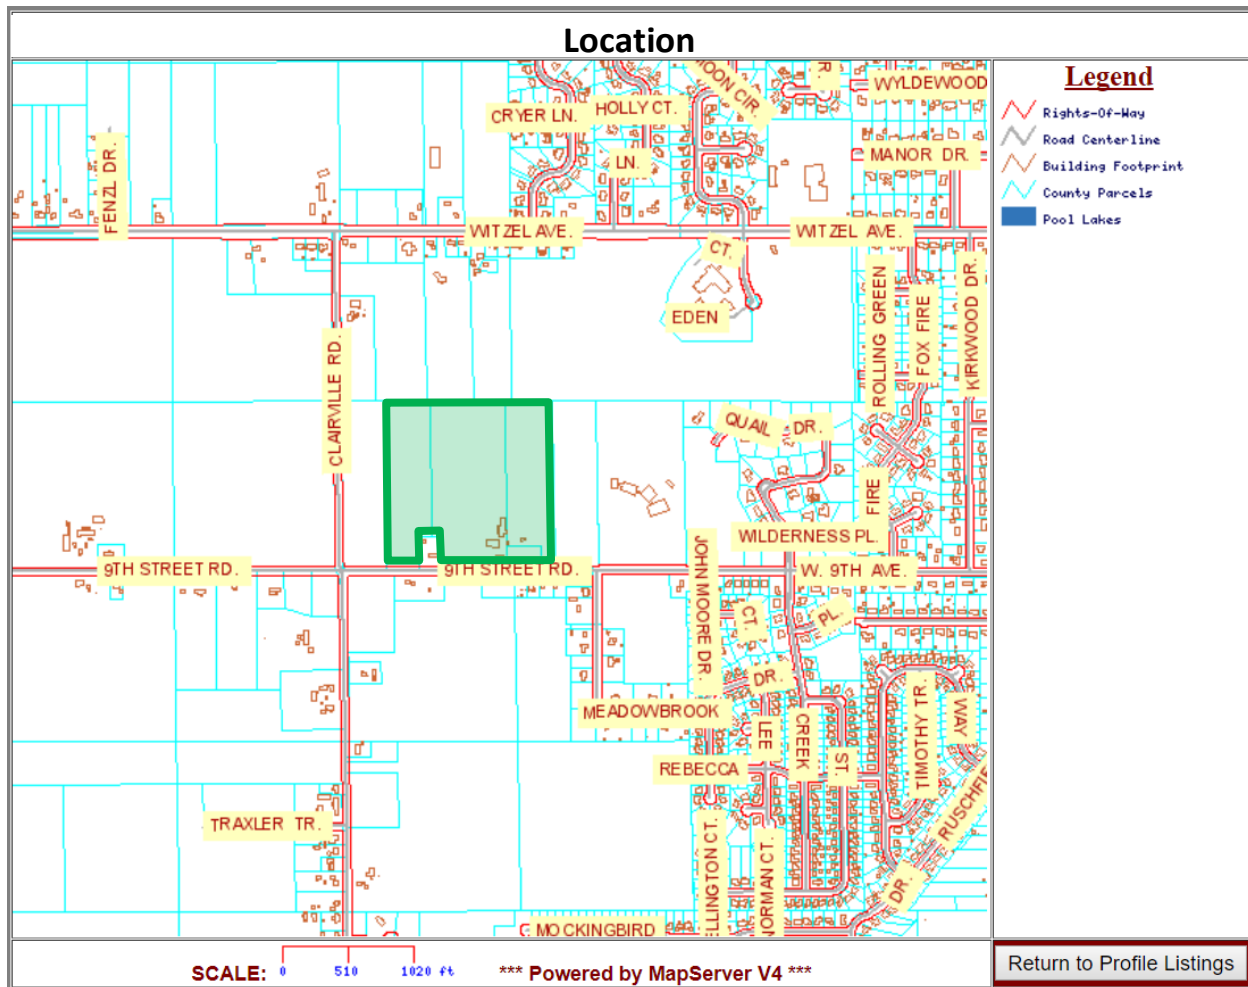 Location
Legend
Rights-Of-Way
Road Centerline
Building Footprint
County Parcels
Pool Lakes
MOON CIR.
R.
WYLDEWOOD
CRYER LN.
HOLLY CT.
LN.
MANOR DR.
FENZL DR.
WITZEL AVE.
WITZEL AVE.
CT.
EDEN
ROLLING GREEN
FOX FIRE
KIRKWOOD DR.
CLAIRVILLE RD.
QUAIL DR.
FIRE
WILDERNESS PL.
9TH STREET RD.
9TH STREET RD.
W. 9TH AVE.
JOHN MOORE DR.
CT.
PL.
DR.
MEADOWBROOK
LEE
CREEK
ST.
TIMOTHY TR.
WAY
REBECCA
RUSCHFIE
TRAXLER TR.
ELLINGTON CT.
NORMAN CT.
DR.
MOCKINGBIRD
SCALE: 0 510 1020 ft
*** Powered by MapServer V4 ***
Return to Profile Listings